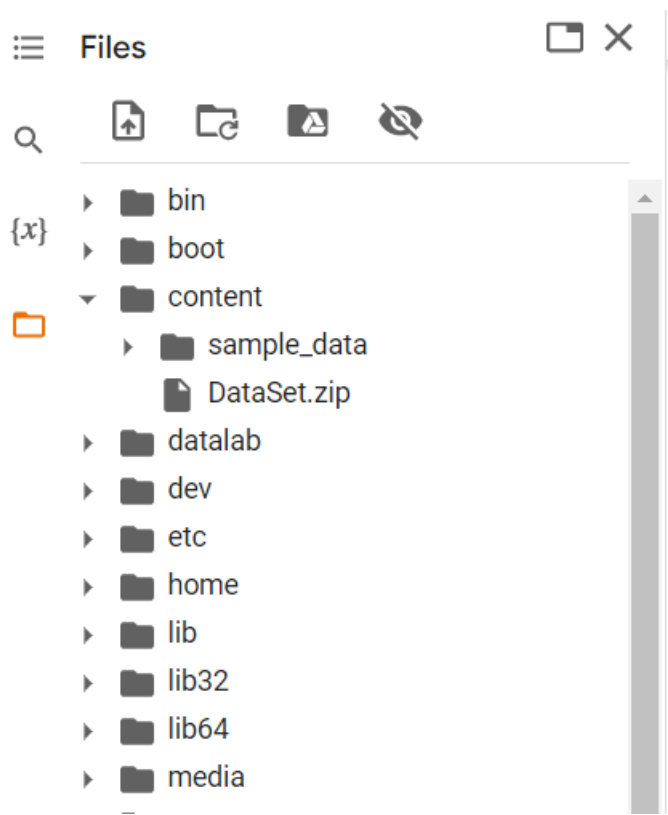 Files
{x}
bin
boot
content
sample_data
DataSet.zip
datalab
dev
etc
home
lib
lib32
lib64
media